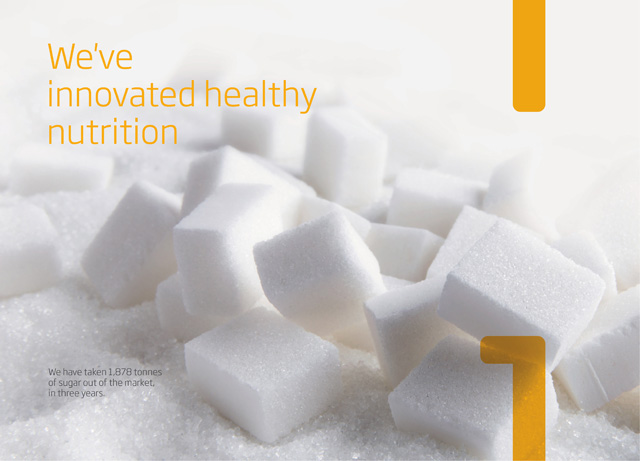 We've
innovated healthy
nutrition
We have taken 1,878 tonnes
of sugar out of the market,
in three years.
1